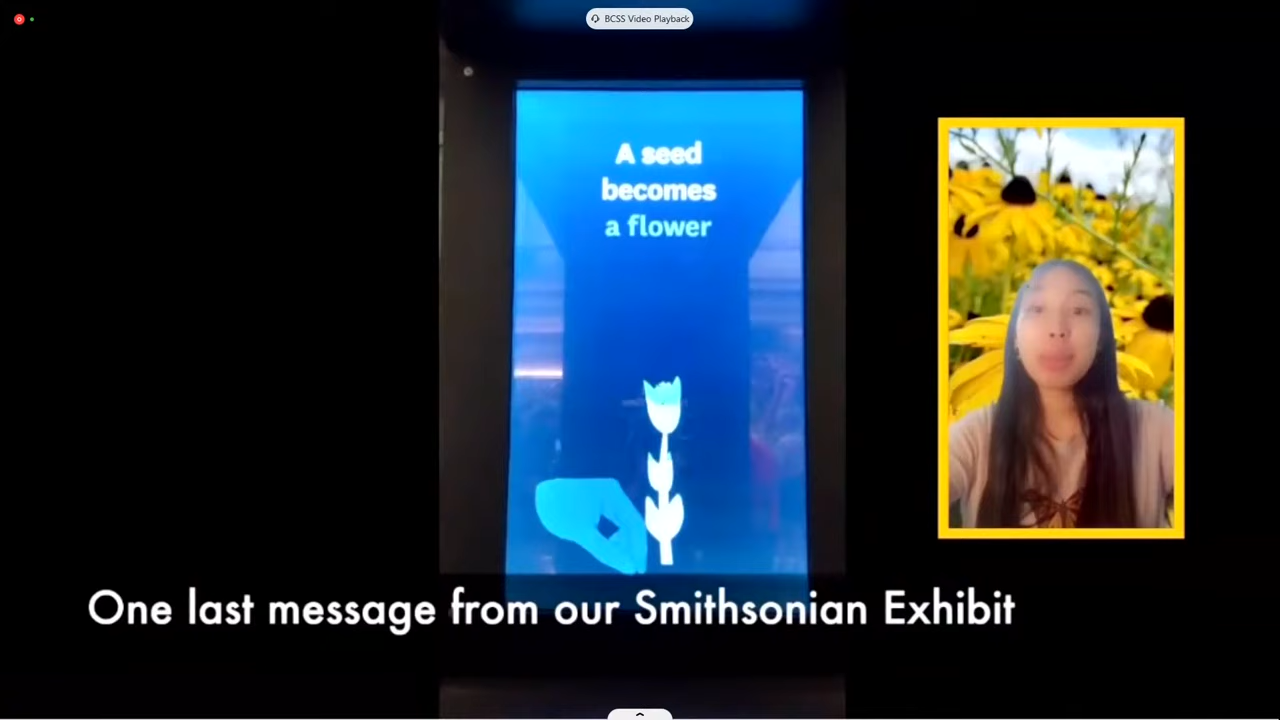 BCSS Video Playback
A seed
becomes
a flower
One last message from our Smithsonian Exhibit